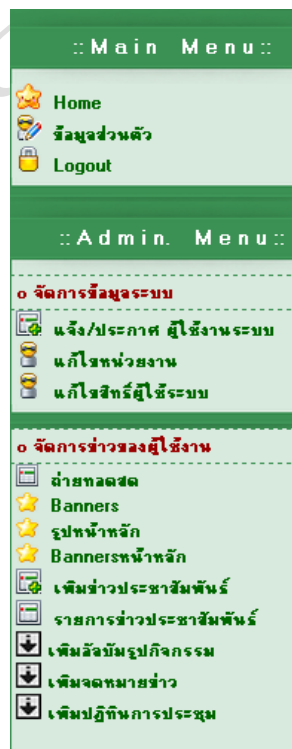 ::Main Menu::
Home
ข้อมูลส่วนตัว
Logout
::Admin. Menu::
o จัดการข้อมูลระบบ
แจ้ง/ประกาศ ผู้ใช้งานระบบ
แก้ไขหน่วยงาน
แก้ไขสิทธิ์ผู้ใช้ระบบ
o จัดการข่าวของผู้ใช้งาน
ถ่ายทอดสด
Banners
รูปหน้าหลัก
Bannersหน้าหลัก
เพิ่มข่าวประชาสัมพันธ์
รายการข่าวประชาสัมพันธ์
เพิ่มอัลบั้มรูปกิจกรรม
เพิ่มจดหมายข่าว
เพิ่มปฏิทินการประชุม